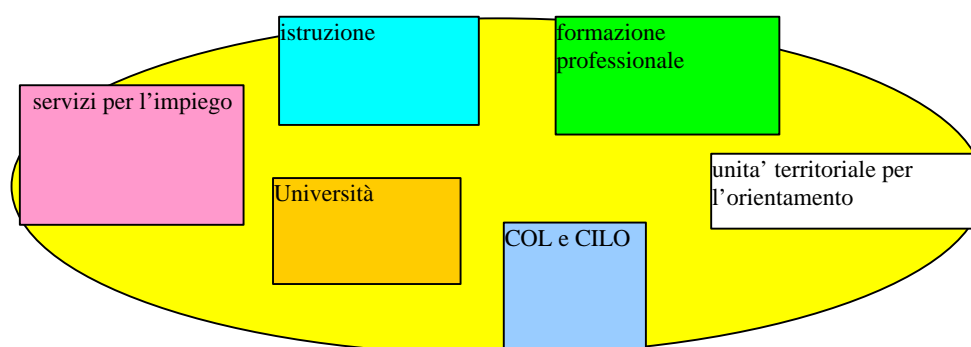 istruzione
formazione
professionale
servizi per l’impiego
unita’ territoriale per
l’orientamento
Università
COL e CILO